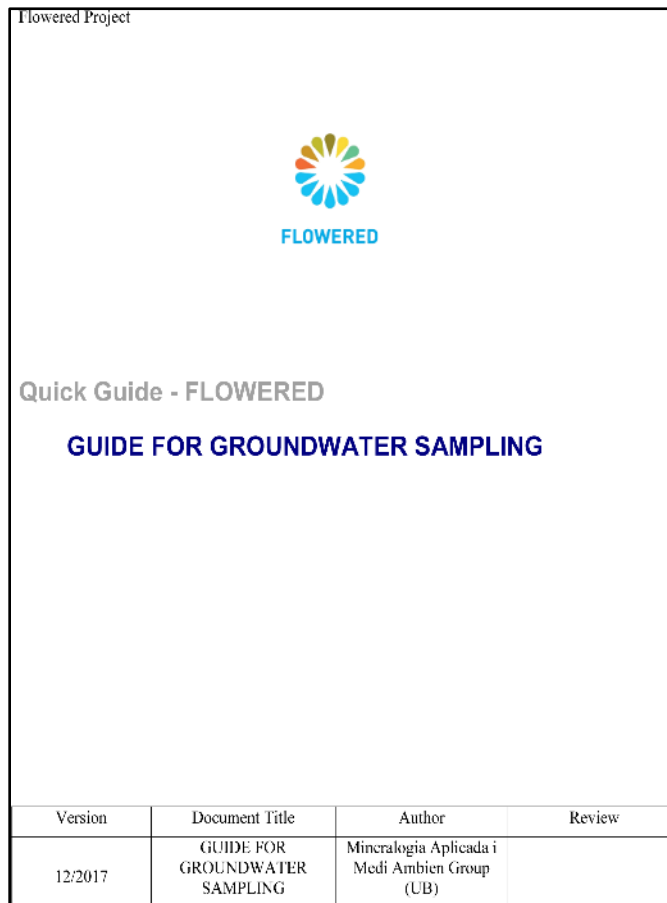 Flowered Project
FLOWERED
Quick Guide - FLOWERED
GUIDE FOR GROUNDWATER SAMPLING
Version Document Title Author Review
12/2017 GUIDE FOR GROUNDWATER SAMPLING Mineralogia Aplicada i Medi Ambien Group (UB)